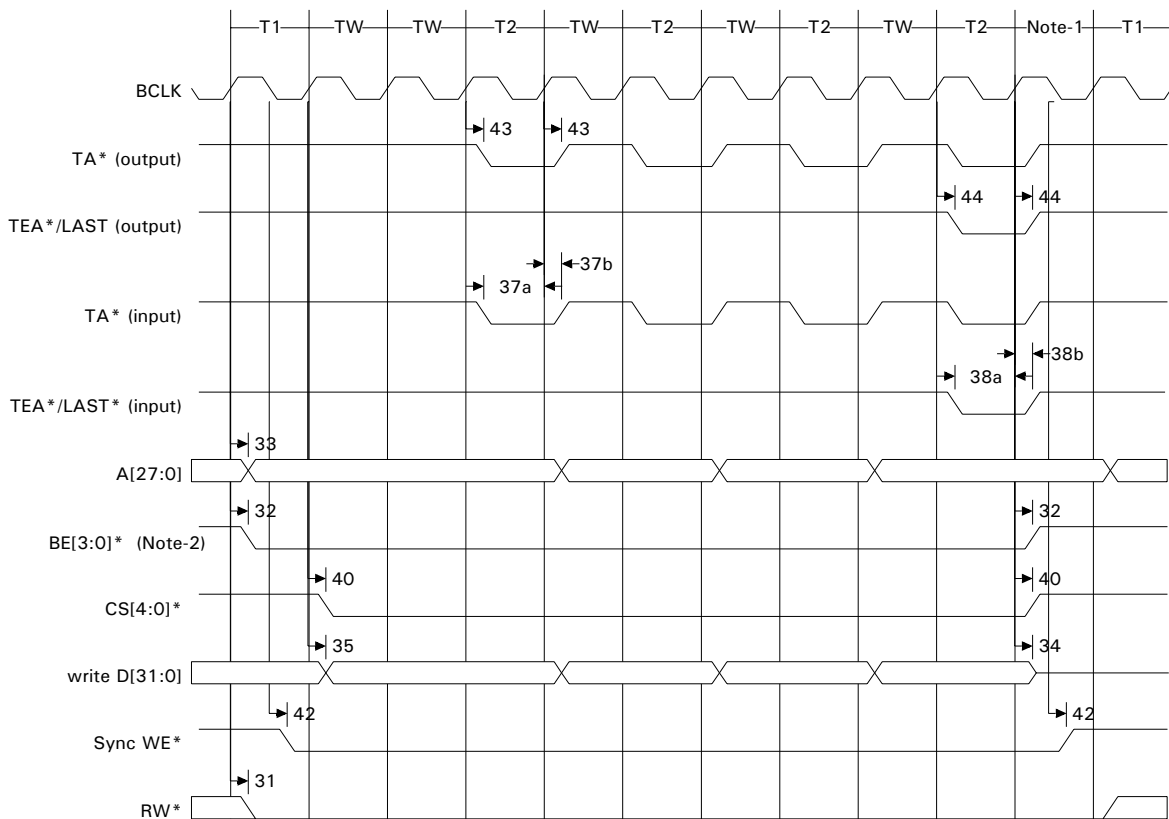 T1 TW TW T2 TW T2 TW T2 TW T2 Note-1 T1
BCLK
43 43
TA* (output)
44 44
TEA*/LAST (output)
37b
37a
TA* (input)
38b
38a
TEA*/LAST* (input)
33
A[27:0]
32 32
BE[3:0]* (Note-2)
40 40
CS[4:0]*
35 34
write D[31:0]
42 42
Sync WE*
31
RW*